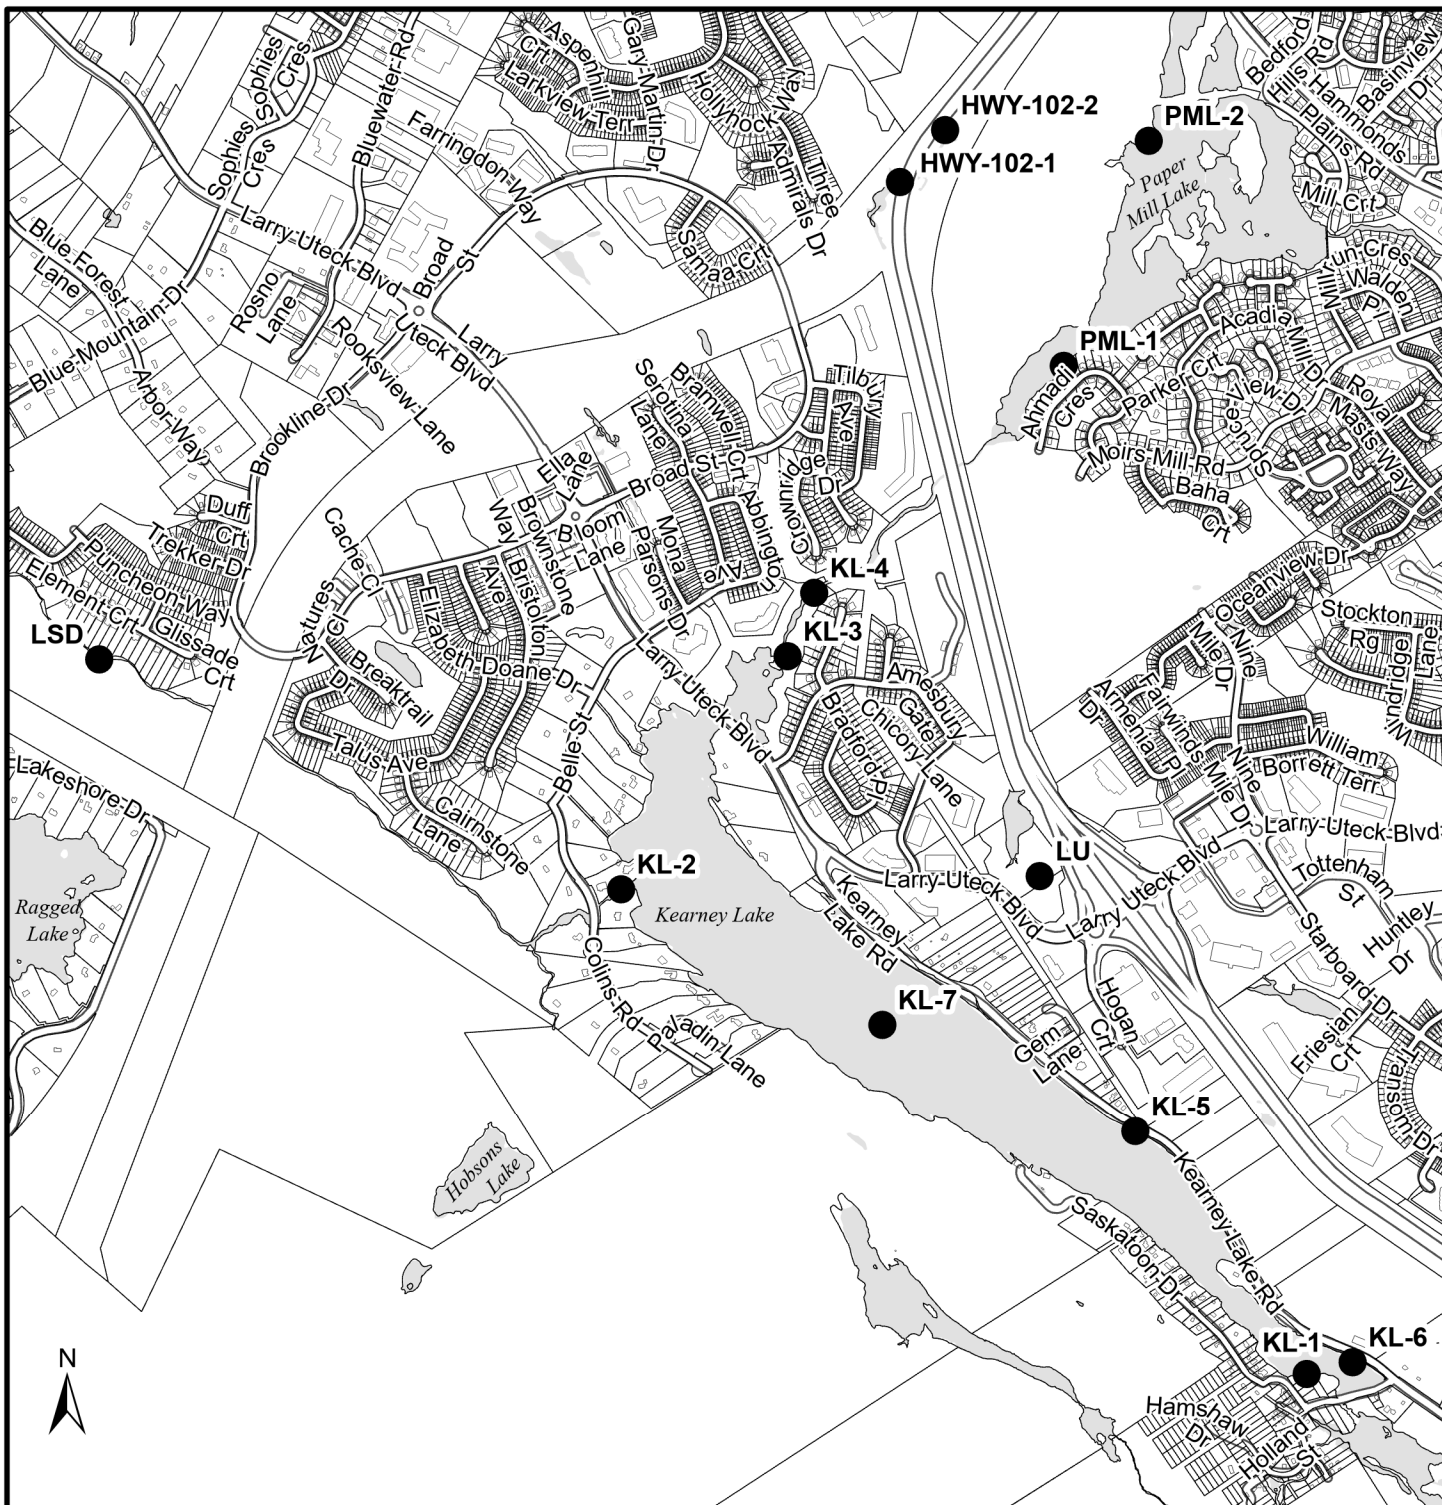 Sophies
Cres
Sophies
Cres
Sophies
Cres
Bluewater-Rd
Aspenhill
Crt
Larkview-Terr
Gary-Martin-Dr
Hollyhock-Way
Three
Admirals Dr
Farringdon-Way
HWY-102-2
HWY-102-1
PML-2
Paper
Mill Lake
Bedford
Hills Rd
Hammonds
Plains Rd
Basinview
Dr
Mill Crt
Blue-Forest
Lane
Larry-Uteck-Blvd
Broad
St
Samaa Crt
Rosno
Lane
Blue-Mountain-Dr
Rooksview-Lane
Larry
Uteck Blvd
Arbor-Way
Brookline-Dr
Serotina
Lane
Bramwell-Crt
Tilbury
Ave
PML-1
Ahmadi
Cres
Parker-Crt
Acadia
Mill-Dr
Spruce
View-Dr
Royal
Masts-Way
Walden
Pl
Moirs-Mill-Rd
Baha
Crt
Ella
Lane
Broad St
Crownridge
Dr
Abbington
Ave
Bloom
Lane
Brownstone
Way
Mona
Parsons-Dr
Duff
Crt
Trekker-Dr
Puncheon-Way
Element-Crt
Glissade
Crt
LSD
Cache-Cl
Natures
Cl
Breaktrail
Dr
Elizabeth-Doane-Dr
Bristolton
Ave
KL-4
KL-3
Oceanview-Dr
Stockton
Rg
Windridge
Lane
Nine
Mile-Dr
Fairwinds
Armenia-Pl
Dr
William
Borrett-Terr
Nine
Mile Dr
Larry-Uteck-Blvd
Amesbury
Gate
Chicory-Lane
Bradford-Pl
Larry-Uteck-Blvd
Belle-St
Talus-Ave
Cairnstone
Lane
Lakeshore-Dr
Ragged
Lake
KL-2
Kearney Lake
Kearney
Lake Rd
LU
Larry-Uteck-Blvd
Larry Uteck Blvd
Tottenham
St
Huntley
Dr
Starboard-Dr
Colins-Rd
Paladin-Lane
KL-7
Gem
Lane
Hogan
Crt
Friesian
Crt
Transom-Dr
KL-5
Hobsons
Lake
Kearney-Lake-Rd
Saskatoon-Dr
KL-1
KL-6
Hamshaw
Dr
Holland
St
N